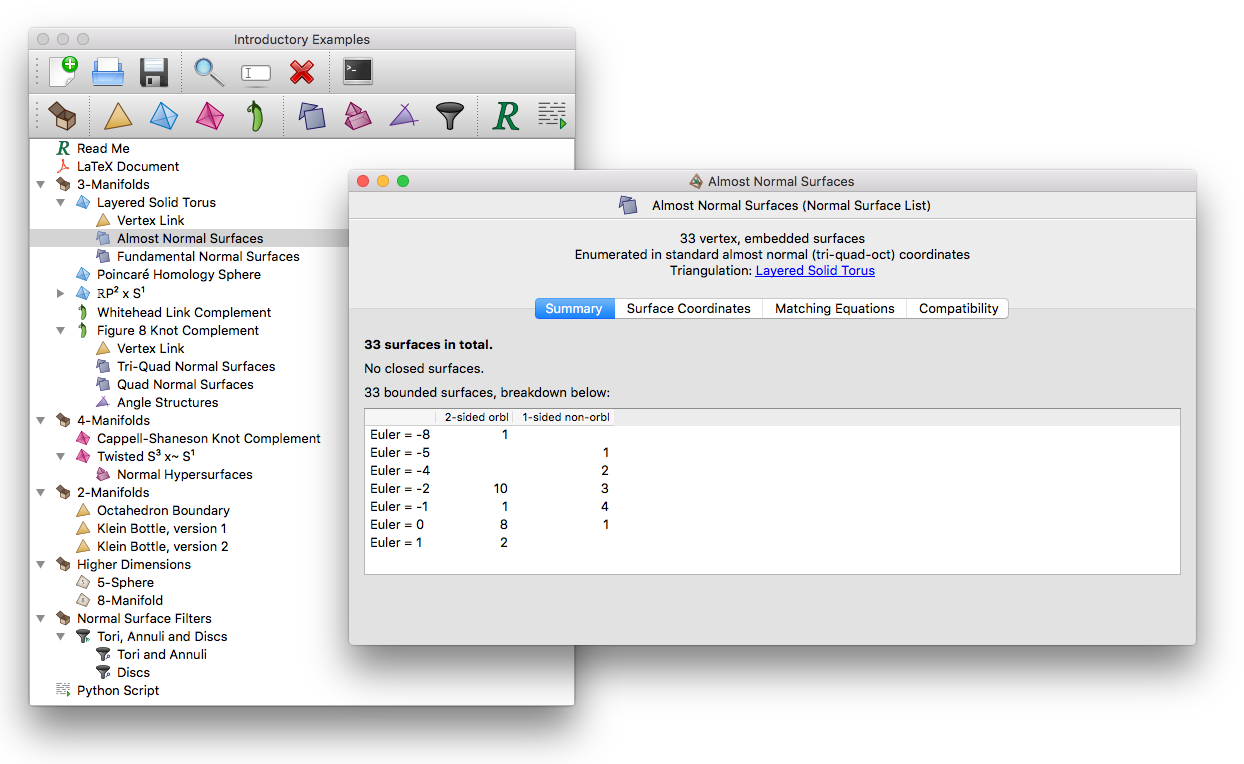 Introductory Examples
R
Read Me
LaTeX Document
3-Manifolds
Layered Solid Torus
Vertex Link
Almost Normal Surfaces
Fundamental Normal Surfaces
Poincaré Homology Sphere
ℝP² x S¹
Whitehead Link Complement
Figure 8 Knot Complement
Vertex Link
Tri-Quad Normal Surfaces
Quad Normal Surfaces
Angle Structures
4-Manifolds
Cappell-Shaneson Knot Complement
Twisted S³ x~ S¹
Normal Hypersurfaces
2-Manifolds
Octahedron Boundary
Klein Bottle, version 1
Klein Bottle, version 2
Higher Dimensions
5-Sphere
8-Manifold
Normal Surface Filters
Tori, Annuli and Discs
Tori and Annuli
Discs
Python Script
Almost Normal Surfaces
Almost Normal Surfaces (Normal Surface List)
33 vertex, embedded surfaces
Enumerated in standard almost normal (tri-quad-oct) coordinates
Triangulation: Layered Solid Torus
Summary Surface Coordinates Matching Equations Compatibility
33 surfaces in total.
No closed surfaces.
33 bounded surfaces, breakdown below:
2-sided orbl 1-sided non-orbl
Euler = -8 1
Euler = -5 1
Euler = -4 2
Euler = -2 10 3
Euler = -1 1 4
Euler = 0 8 1
Euler = 1 2